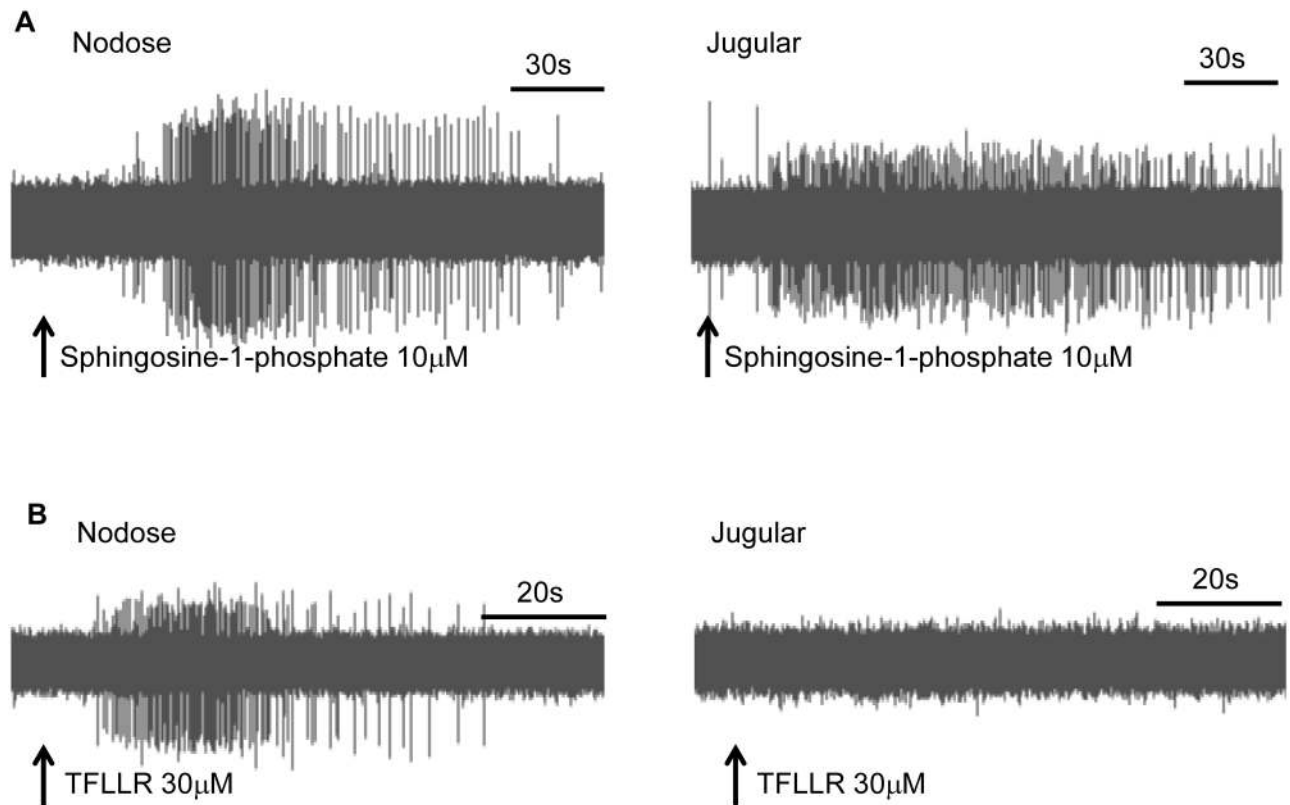 A
Nodose
Jugular
30s
30s
Sphingosine-1-phosphate 10μM
Sphingosine-1-phosphate 10μM
B
Nodose
Jugular
20s
20s
TFLLR 30μM
TFLLR 30μM